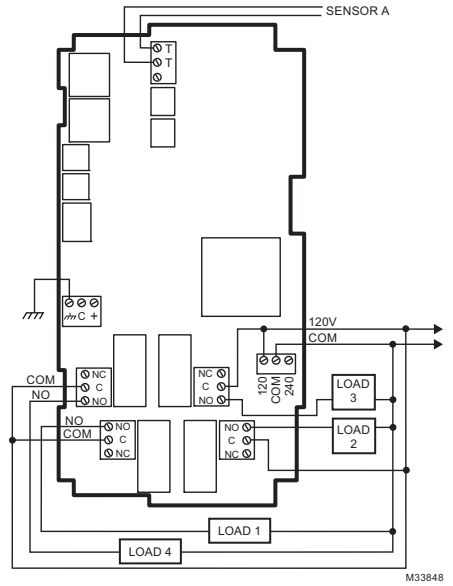 SENSOR A
T
T
C +
120V
COM
120
COM
240
NC
C
NO
NC
C
NO
COM
NO
LOAD
3
NO
COM
NO
C
NC
NO
C
NC
LOAD
2
LOAD 1
LOAD 4
M33848